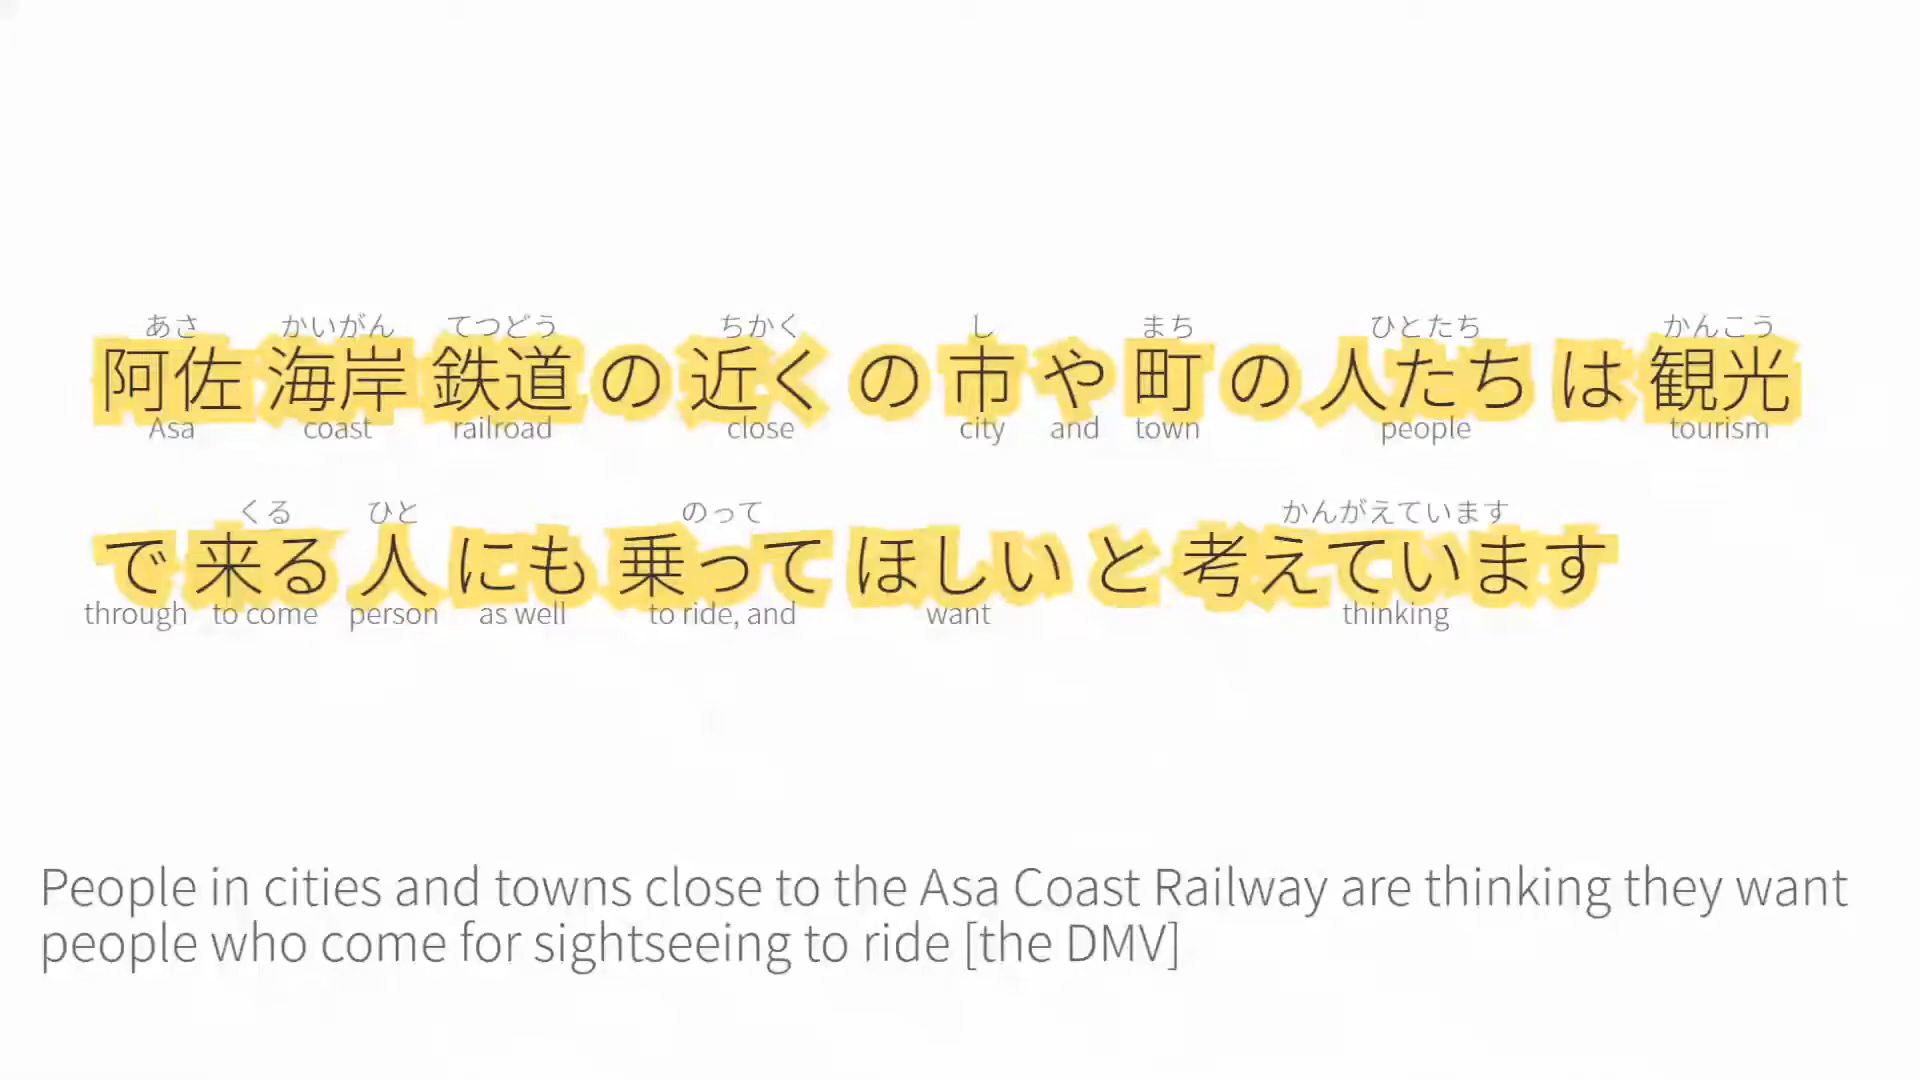 あさ かいがん てつどう ちかく し まち ひとたち かんこう
阿佐 海岸 鉄道 の 近く の 市 や 町 の 人たち は 観光
Asa coast railroad close city and town people tourism
くる ひと のって かんがえています
で 来る 人 にも 乗って ほしい と 考えています
through to come person as well to ride, and want thinking
People in cities and towns close to the Asa Coast Railway are thinking they want
people who come for sightseeing to ride [the DMV]